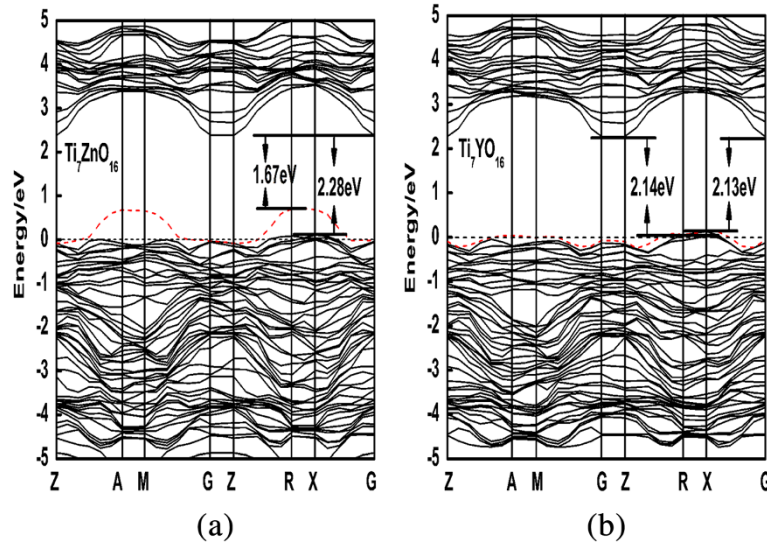 5
4
3
2
1
0
-1
-2
-3
-4
-5
Energy/eV
Ti7ZnO16
1.67eV
2.28eV
Z A M G Z R X G
(a)
5
4
3
2
1
0
-1
-2
-3
-4
-5
Energy/eV
Ti7YO16
2.14eV
2.13eV
Z A M G Z R X G
(b)